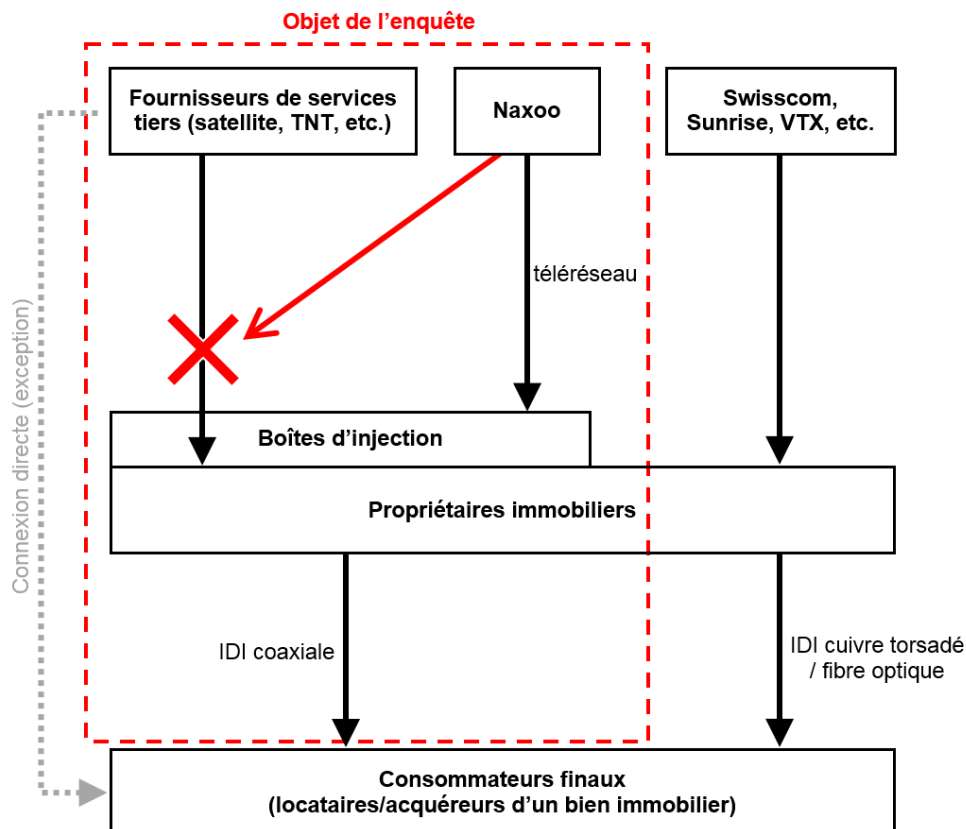 Objet de l’enquête
Fournisseurs de services
tiers (satellite, TNT, etc.)
Naxoo
Swisscom,
Sunrise, VTX, etc.
téléréseau
Connexion directe (exception)
Boîtes d’injection
Propriétaires immobiliers
IDI coaxiale
IDI cuivre torsadé
/ fibre optique
Consommateurs finaux
(locataires/acquéreurs d’un bien immobilier)